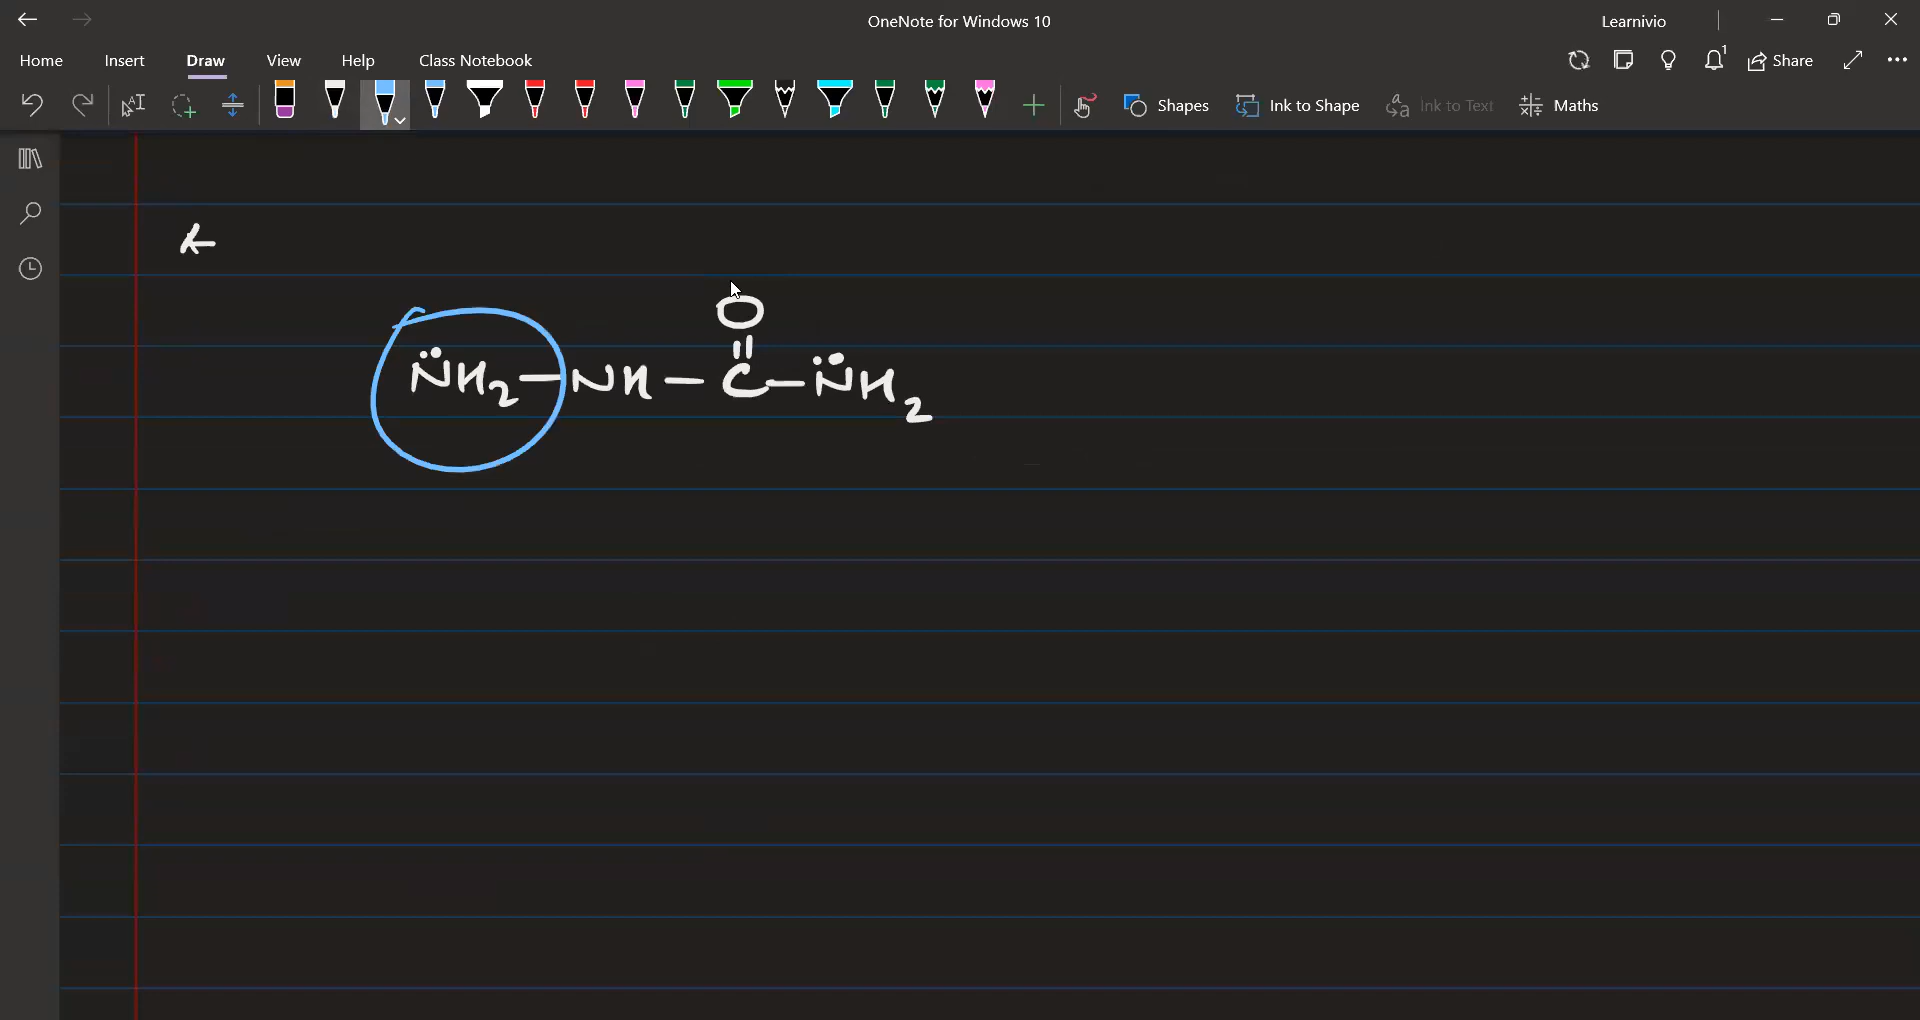 OneNote for Windows 10
Learnivio
Home Insert Draw View Help Class Notebook
1
Share
Shapes Ink to Shape Ink to Text Maths
O
N̈H2—NH—C—N̈H2